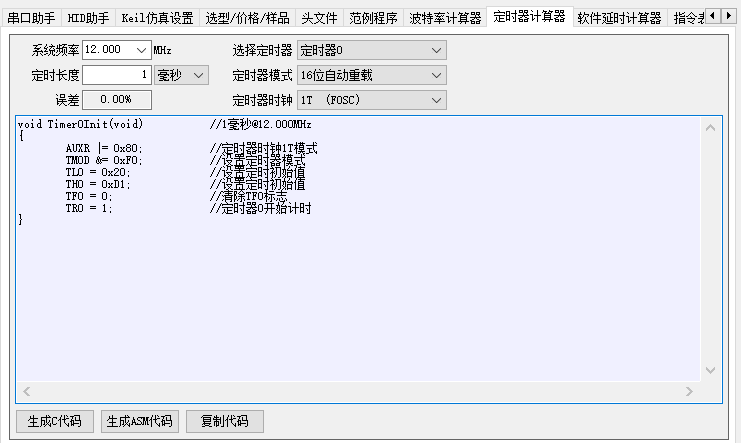 串口助手 HID助手 Keil仿真设置 选型/价格/样品 头文件 范例程序 波特率计算器 定时器计算器 软件延时计算器 指令表
系统频率 12.000 MHz 选择定时器 定时器0
定时长度 1 毫秒 定时器模式 16位自动重载
误差 0.00% 定时器时钟 1T (FOSC)
void Timer0Init(void) //1毫秒@12.000MHz
{
AUXR |= 0x80; //定时器时钟1T模式
TMOD &= 0xF0; //设置定时器模式
TL0 = 0x20; //设置定时初始值
TH0 = 0xD1; //设置定时初始值
TF0 = 0; //清除TF0标志
TR0 = 1; //定时器0开始计时
}
生成C代码 生成ASM代码 复制代码